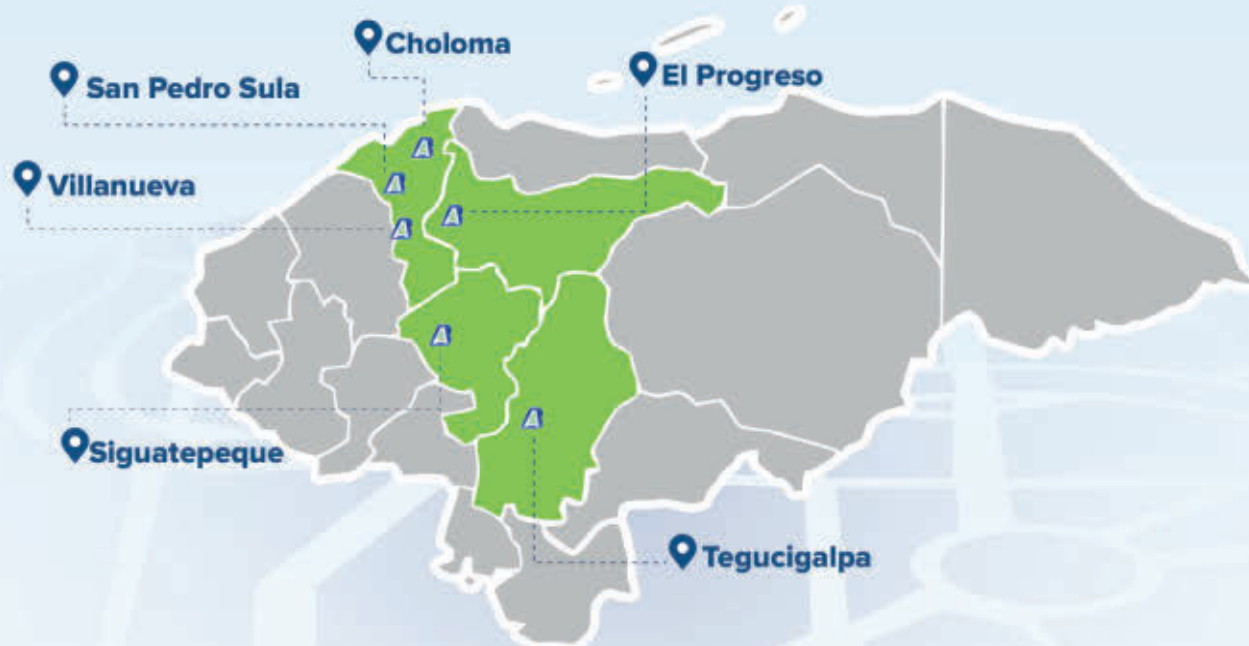 Choloma
El Progreso
San Pedro Sula
Villanueva
A
A
A
A
A
A
Siguatepeque
Tegucigalpa